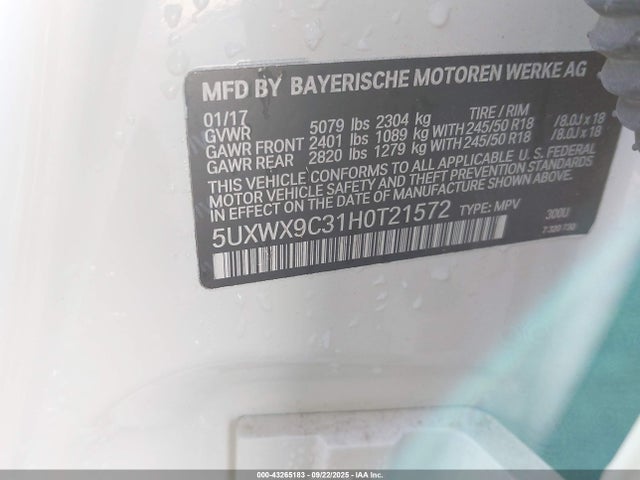 MFD BY BAYERISCHE MOTOREN WERKE AG
01/17 TIRE / RIM
GVWR 5079 lbs 2304 kg
GAWR FRONT 2401 lbs 1089 kg WITH 245/50 R18 /8.0J x 18
GAWR REAR 2820 lbs 1279 kg WITH 245/50 R18 /8.0J x 18
THIS VEHICLE CONFORMS TO ALL APPLICABLE U.S. FEDERAL
MOTOR VEHICLE SAFETY AND THEFT PREVENTION STANDARDS
IN EFFECT ON THE DATE OF MANUFACTURE SHOWN ABOVE.
5UXWX9C31H0T21572 TYPE: MPV 300U
000-43265183 09/22/2025 IAA Inc.